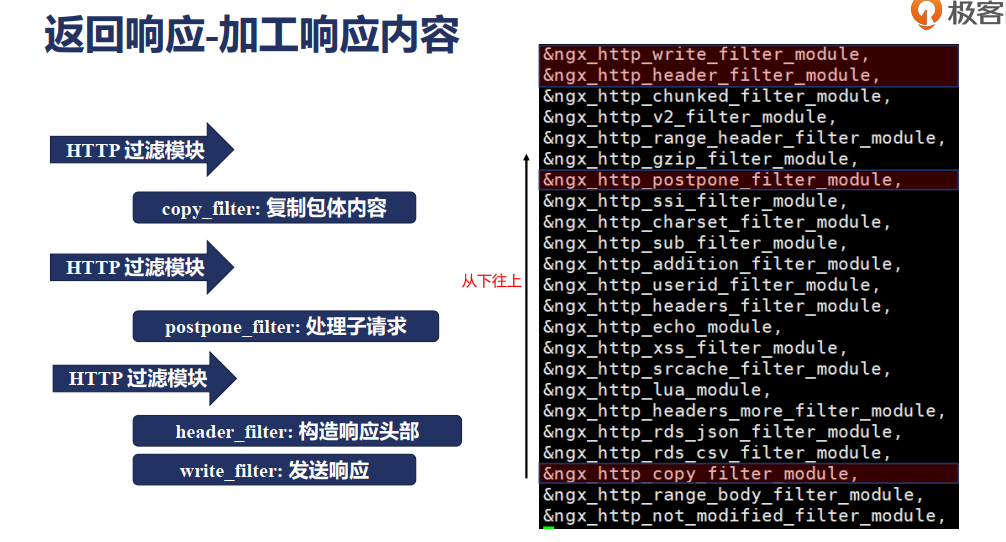 返回响应-加工响应内容
极客
HTTP 过滤模块
copy_filter: 复制包体内容
HTTP 过滤模块
postpone_filter: 处理子请求
HTTP 过滤模块
header_filter: 构造响应头部
write_filter: 发送响应
从下往上
&ngx_http_write_filter_module,
&ngx_http_header_filter_module,
&ngx_http_chunked_filter_module,
&ngx_http_v2_filter_module,
&ngx_http_range_header_filter_module,
&ngx_http_gzip_filter_module,
&ngx_http_postpone_filter_module,
&ngx_http_ssi_filter_module,
&ngx_http_charset_filter_module,
&ngx_http_sub_filter_module,
&ngx_http_addition_filter_module,
&ngx_http_userid_filter_module,
&ngx_http_headers_filter_module,
&ngx_http_echo_module,
&ngx_http_xss_filter_module,
&ngx_http_srcache_filter_module,
&ngx_http_lua_module,
&ngx_http_headers_more_filter_module,
&ngx_http_rds_json_filter_module,
&ngx_http_rds_csv_filter_module,
&ngx_http_copy_filter_module,
&ngx_http_range_body_filter_module,
&ngx_http_not_modified_filter_module,